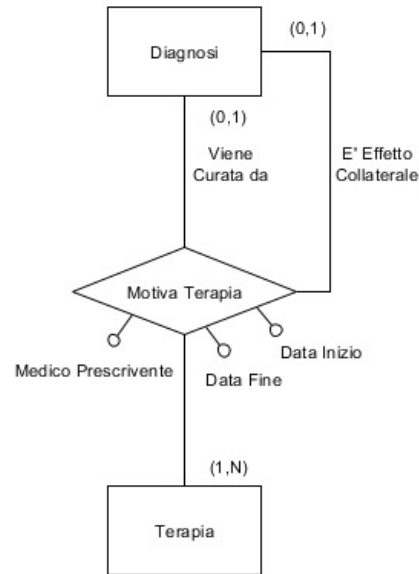 Diagnosi
(0,1)
(0,1)
Viene
Curata da
E' Effetto
Collaterale
Motiva Terapia
Medico Prescrivente
Data Fine
Data Inizio
(1,N)
Terapia